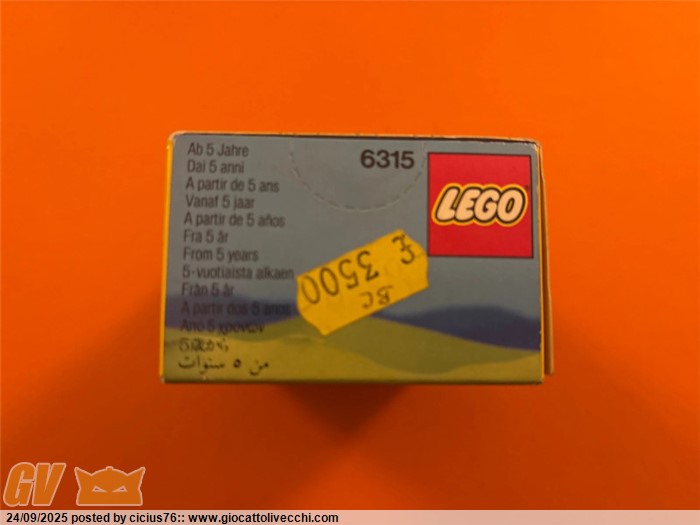 Ab 5 Jahre
Dai 5 anni
A partir de 5 ans
Vanaf 5 jaar
A partir de 5 años
Fra 5 år
From 5 years
5-vuotiaista alkaen
Från 5 år
A partir dos 5 anos
Από 5 χρονών
من ٥ سنوات
6315
LEGO
£ 3500
BC
GV
24/09/2025 posted by cicius76:: www.giocattolivecchi.com